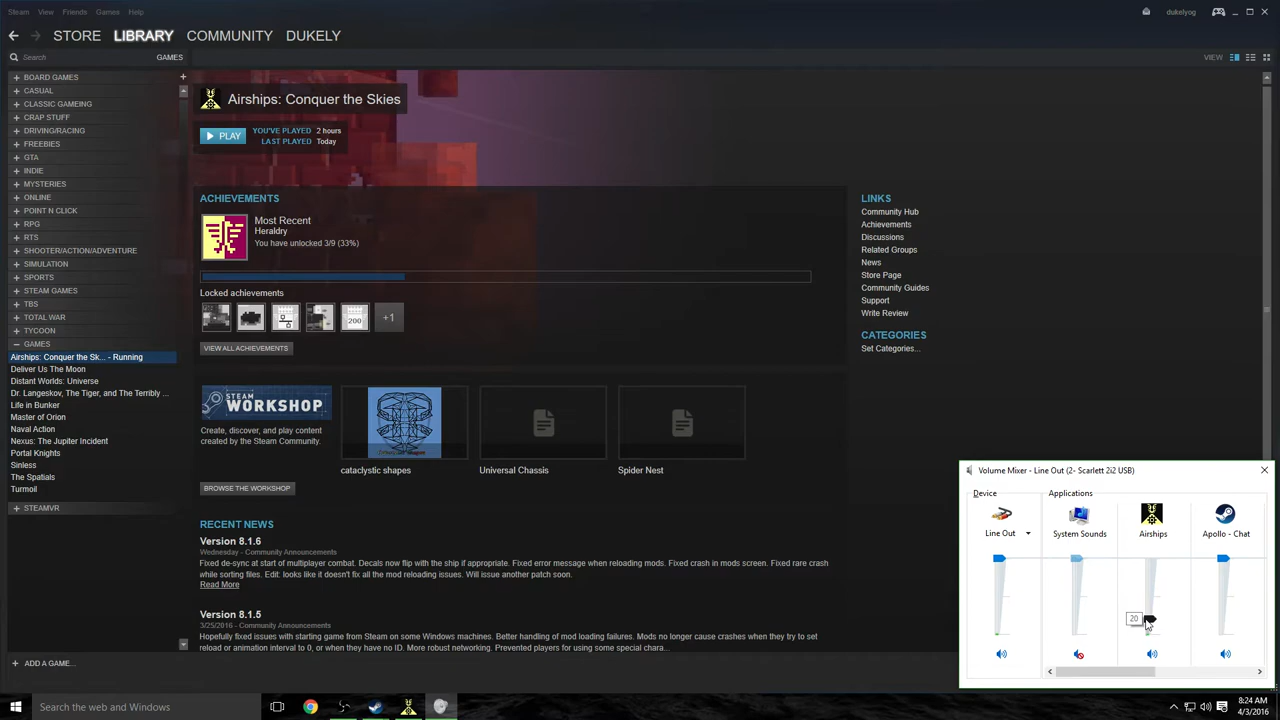 Steam View Friends Games Help
dukelyog
STORE LIBRARY COMMUNITY DUKELY
Search GAMES
VIEW
BOARD GAMES
CASUAL
CLASSIC GAMEING
CRAP STUFF
DRIVING/RACING
FREEBIES
GTA
INDIE
MYSTERIES
ONLINE
POINT N CLICK
RPG
RTS
SHOOTER/ACTION/ADVENTURE
SIMULATION
SPORTS
STEAM GAMES
TBS
TOTAL WAR
TYCOON
GAMES
Airships: Conquer the Sk... - Running
Deliver Us The Moon
Distant Worlds: Universe
Dr. Langeskov, The Tiger, and The Terribly ...
Life in Bunker
Master of Orion
Naval Action
Nexus: The Jupiter Incident
Portal Knights
Sinless
The Spatials
Turmoil
STEAMVR
ADD A GAME...
Airships: Conquer the Skies
PLAY
YOU'VE PLAYED 2 hours
LAST PLAYED Today
ACHIEVEMENTS
Most Recent
Heraldry
You have unlocked 3/9 (33%)
Locked achievements
200
+1
VIEW ALL ACHIEVEMENTS
STEAM
WORKSHOP
Create, discover, and play content
created by the Steam Community.
cataclystic shapes
Universal Chassis
Spider Nest
BROWSE THE WORKSHOP
RECENT NEWS
Version 8.1.6
Wednesday - Community Announcements
Fixed de-sync at start of multiplayer combat. Decals now flip with the ship if appropriate. Fixed error message when reloading mods. Fixed crash in mods screen. Fixed rare crash
while sorting files. Edit: looks like it doesn't fix all the mod reloading issues. Will issue another patch soon.
Read More
Version 8.1.5
3/25/2016 - Community Announcements
Hopefully fixed issues with starting game from Steam on some Windows machines. Better handling of mod loading failures. Mods no longer cause crashes when they try to set
reload or animation interval to 0, or when they have no ID. More robust networking. Prevented players for using some special chara...
LINKS
Community Hub
Achievements
Discussions
Related Groups
News
Store Page
Community Guides
Support
Write Review
CATEGORIES
Set Categories...
Volume Mixer - Line Out (2- Scarlett 2i2 USB)
Device
Applications
Line Out
System Sounds
Airships
Apollo - Chat
20
Search the web and Windows
8:24 AM
4/3/2016